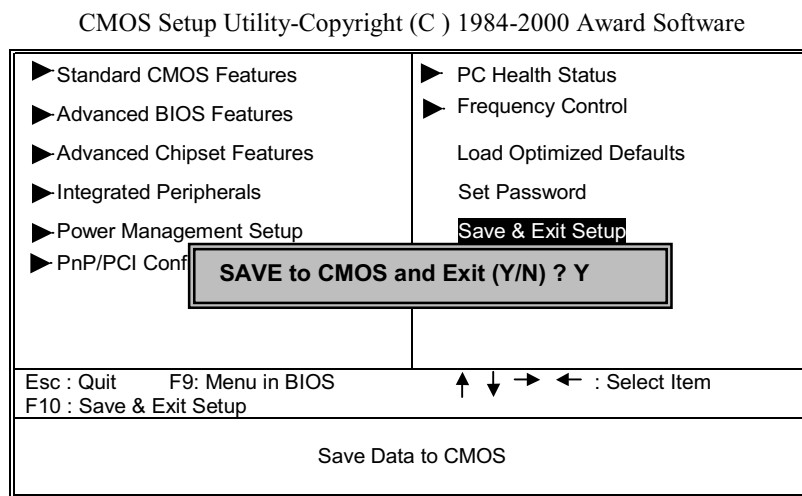 CMOS Setup Utility-Copyright (C ) 1984-2000 Award Software
Standard CMOS Features
Advanced BIOS Features
Advanced Chipset Features
Integrated Peripherals
Power Management Setup
PnP/PCI Conf
PC Health Status
Frequency Control
Load Optimized Defaults
Set Password
Save & Exit Setup
SAVE to CMOS and Exit (Y/N) ? Y
Esc : Quit F9: Menu in BIOS ↑ ↓ → ← : Select Item
F10 : Save & Exit Setup
Save Data to CMOS